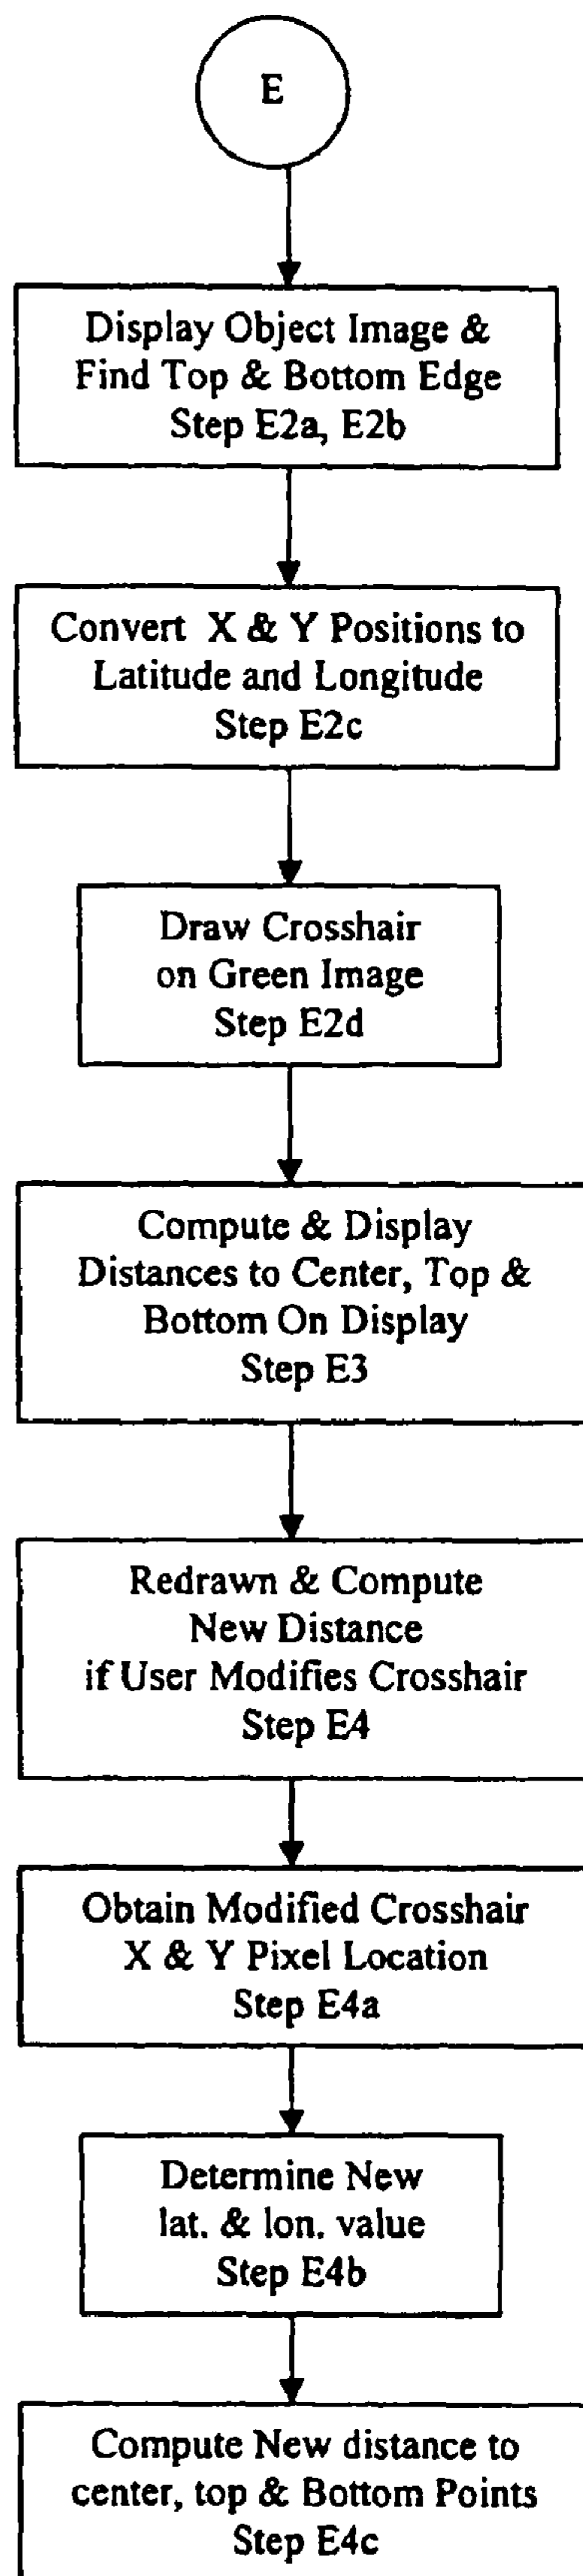 E
Display Object Image &
Find Top & Bottom Edge
Step E2a, E2b
Convert X & Y Positions to
Latitude and Longitude
Step E2c
Draw Crosshair
on Green Image
Step E2d
Compute & Display
Distances to Center, Top &
Bottom On Display
Step E3
Redrawn & Compute
New Distance
if User Modifies Crosshair
Step E4
Obtain Modified Crosshair
X & Y Pixel Location
Step E4a
Determine New
lat. & lon. value
Step E4b
Compute New distance to
center, top & Bottom Points
Step E4c